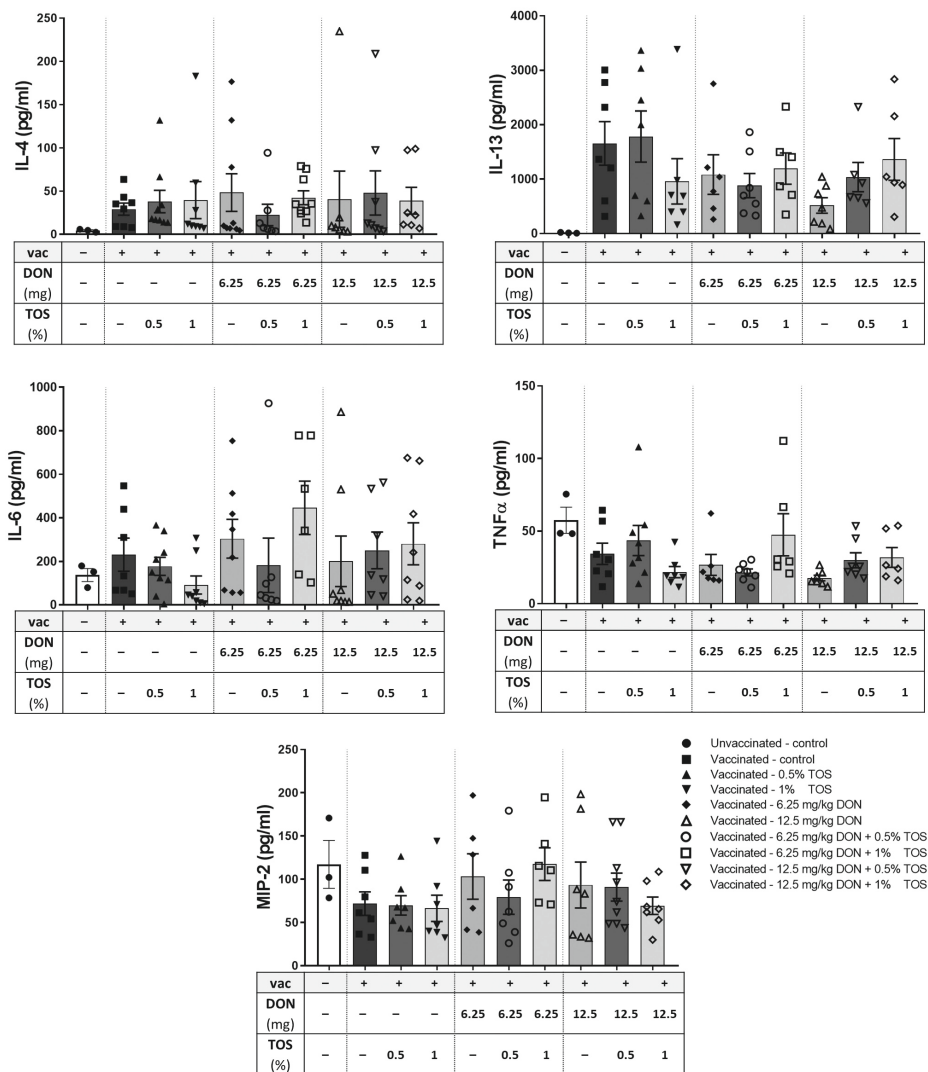 250
200
150
100
50
0
IL-4 (pg/ml)
vac – + + + + + + + + +
DON (mg) – – – – 6.25 6.25 6.25 12.5 12.5 12.5
TOS (%) – – 0.5 1 – 0.5 1 – 0.5 1
4000
3000
2000
1000
0
IL-13 (pg/ml)
vac – + + + + + + + + +
DON (mg) – – – – 6.25 6.25 6.25 12.5 12.5 12.5
TOS (%) – – 0.5 1 – 0.5 1 – 0.5 1
1000
800
600
400
200
0
IL-6 (pg/ml)
vac – + + + + + + + + +
DON (mg) – – – – 6.25 6.25 6.25 12.5 12.5 12.5
TOS (%) – – 0.5 1 – 0.5 1 – 0.5 1
150
100
50
0
TNFα (pg/ml)
vac – + + + + + + + + +
DON (mg) – – – – 6.25 6.25 6.25 12.5 12.5 12.5
TOS (%) – – 0.5 1 – 0.5 1 – 0.5 1
250
200
150
100
50
0
MIP-2 (pg/ml)
vac – + + + + + + + + +
DON (mg) – – – – 6.25 6.25 6.25 12.5 12.5 12.5
TOS (%) – – 0.5 1 – 0.5 1 – 0.5 1
Unvaccinated - control
Vaccinated - control
Vaccinated - 0.5% TOS
Vaccinated - 1% TOS
Vaccinated - 6.25 mg/kg DON
Vaccinated - 12.5 mg/kg DON
Vaccinated - 6.25 mg/kg DON + 0.5% TOS
Vaccinated - 6.25 mg/kg DON + 1% TOS
Vaccinated - 12.5 mg/kg DON + 0.5% TOS
Vaccinated - 12.5 mg/kg DON + 1% TOS